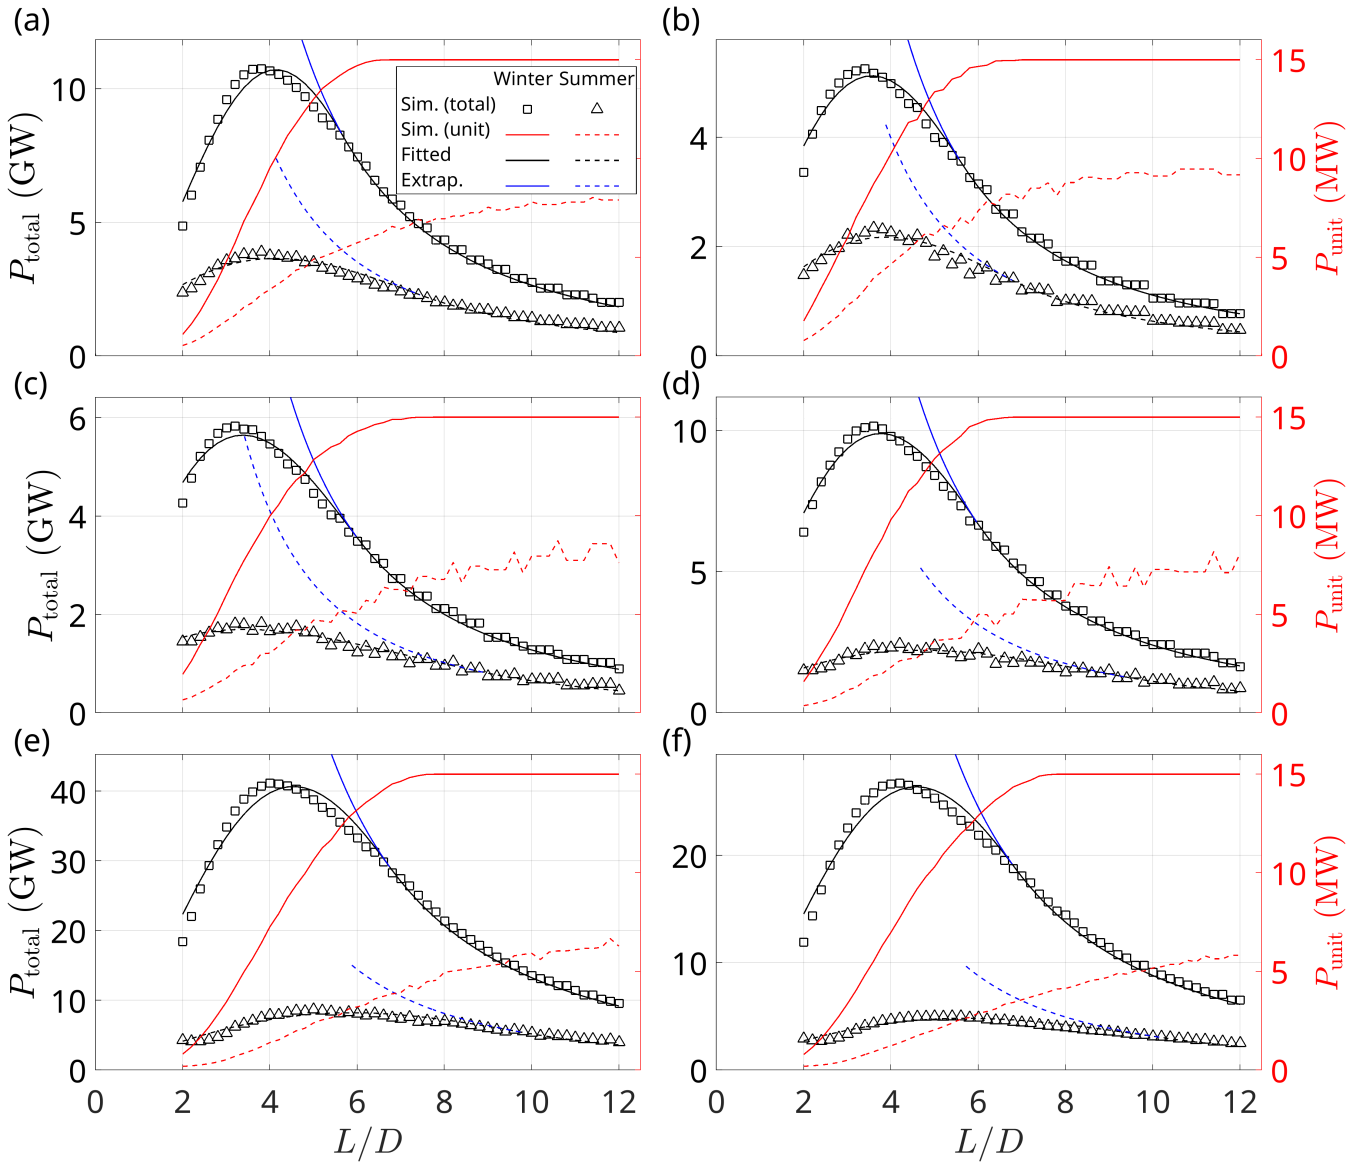 (a)
(b)
10
5
0
P_total (GW)
Winter Summer
Sim. (total)
Sim. (unit)
Fitted
Extrap.
4
2
0
15
10
5
0
P_unit (MW)
(c)
(d)
6
4
2
0
P_total (GW)
10
5
0
15
10
5
0
P_unit (MW)
(e)
(f)
40
30
20
10
0
P_total (GW)
0 2 4 6 8 10 12
L/D
20
10
0
15
10
5
0
P_unit (MW)
0 2 4 6 8 10 12
L/D